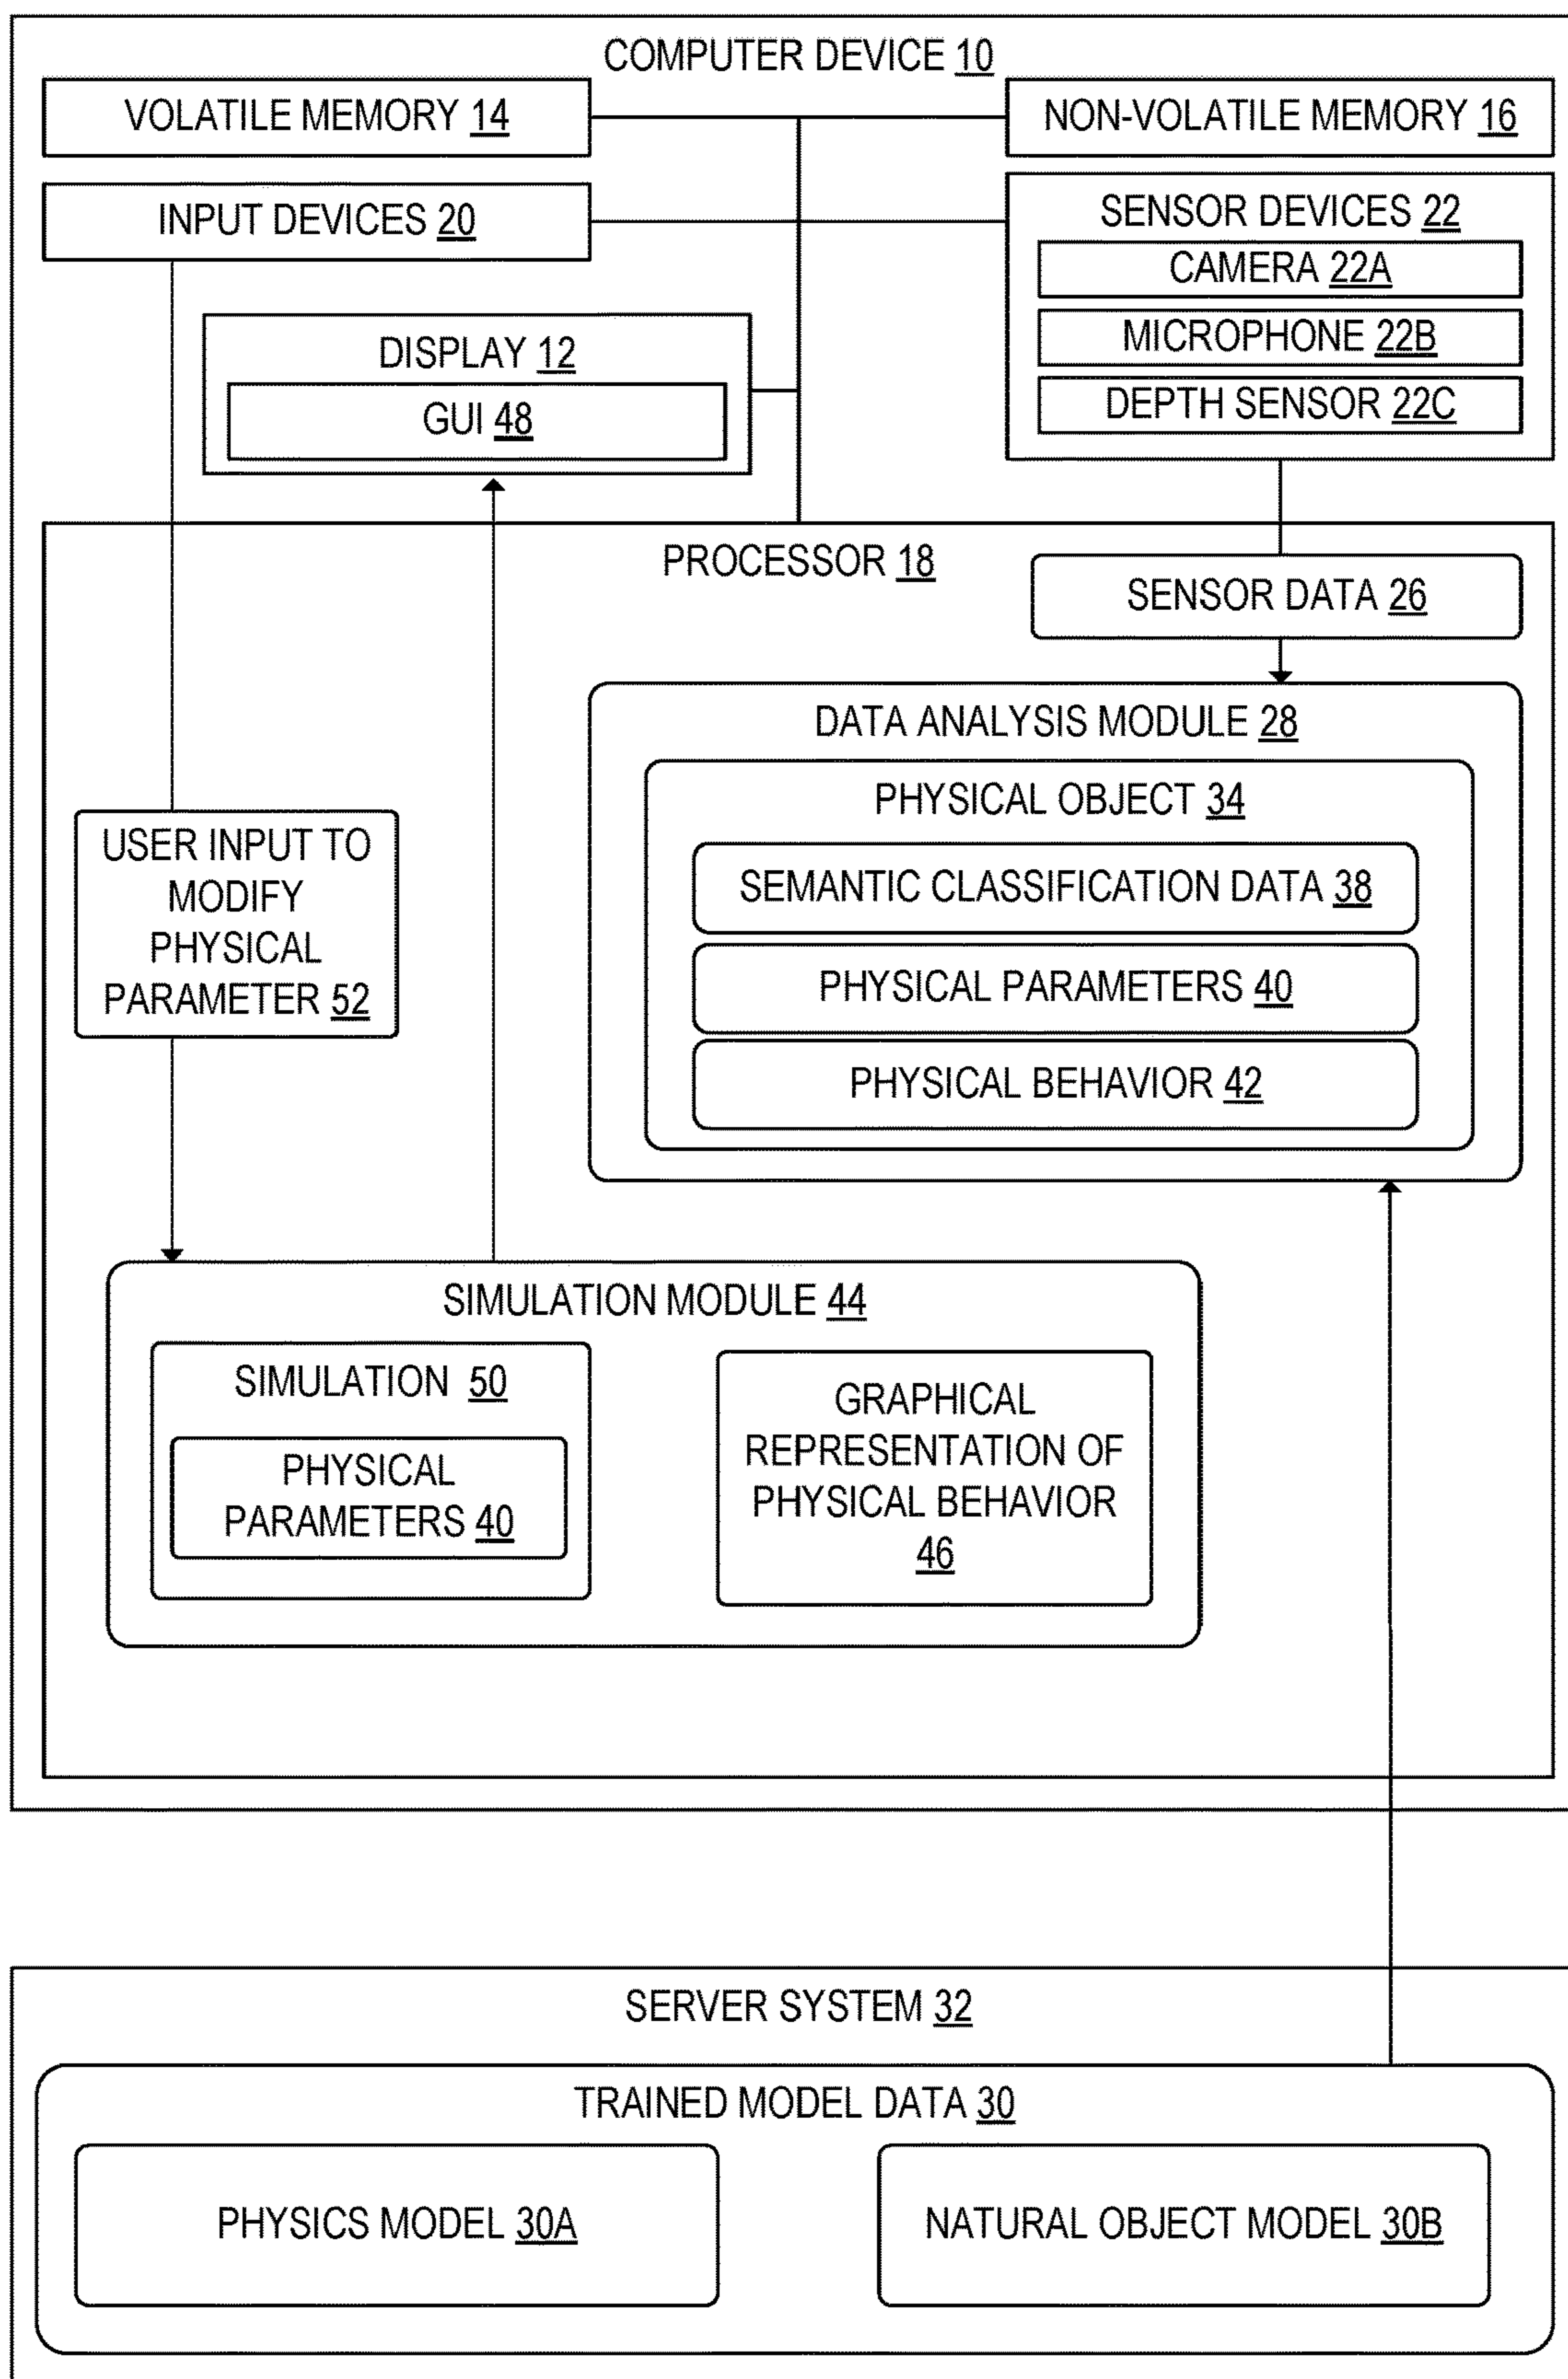 COMPUTER DEVICE 10
VOLATILE MEMORY 14
NON-VOLATILE MEMORY 16
INPUT DEVICES 20
SENSOR DEVICES 22
CAMERA 22A
MICROPHONE 22B
DEPTH SENSOR 22C
DISPLAY 12
GUI 48
PROCESSOR 18
SENSOR DATA 26
DATA ANALYSIS MODULE 28
PHYSICAL OBJECT 34
SEMANTIC CLASSIFICATION DATA 38
PHYSICAL PARAMETERS 40
PHYSICAL BEHAVIOR 42
USER INPUT TO
MODIFY
PHYSICAL
PARAMETER 52
SIMULATION MODULE 44
SIMULATION 50
PHYSICAL
PARAMETERS 40
GRAPHICAL
REPRESENTATION OF
PHYSICAL BEHAVIOR
46
SERVER SYSTEM 32
TRAINED MODEL DATA 30
PHYSICS MODEL 30A
NATURAL OBJECT MODEL 30B